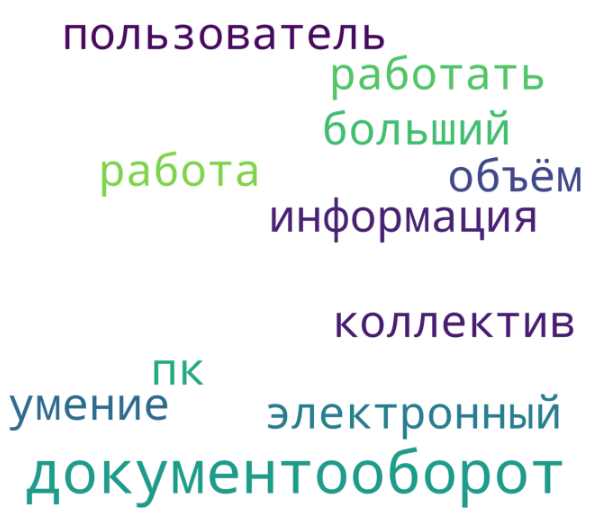 пользователь
работать
больший
работа
объём
информация
коллектив
пк
умение
электронный
документооборот